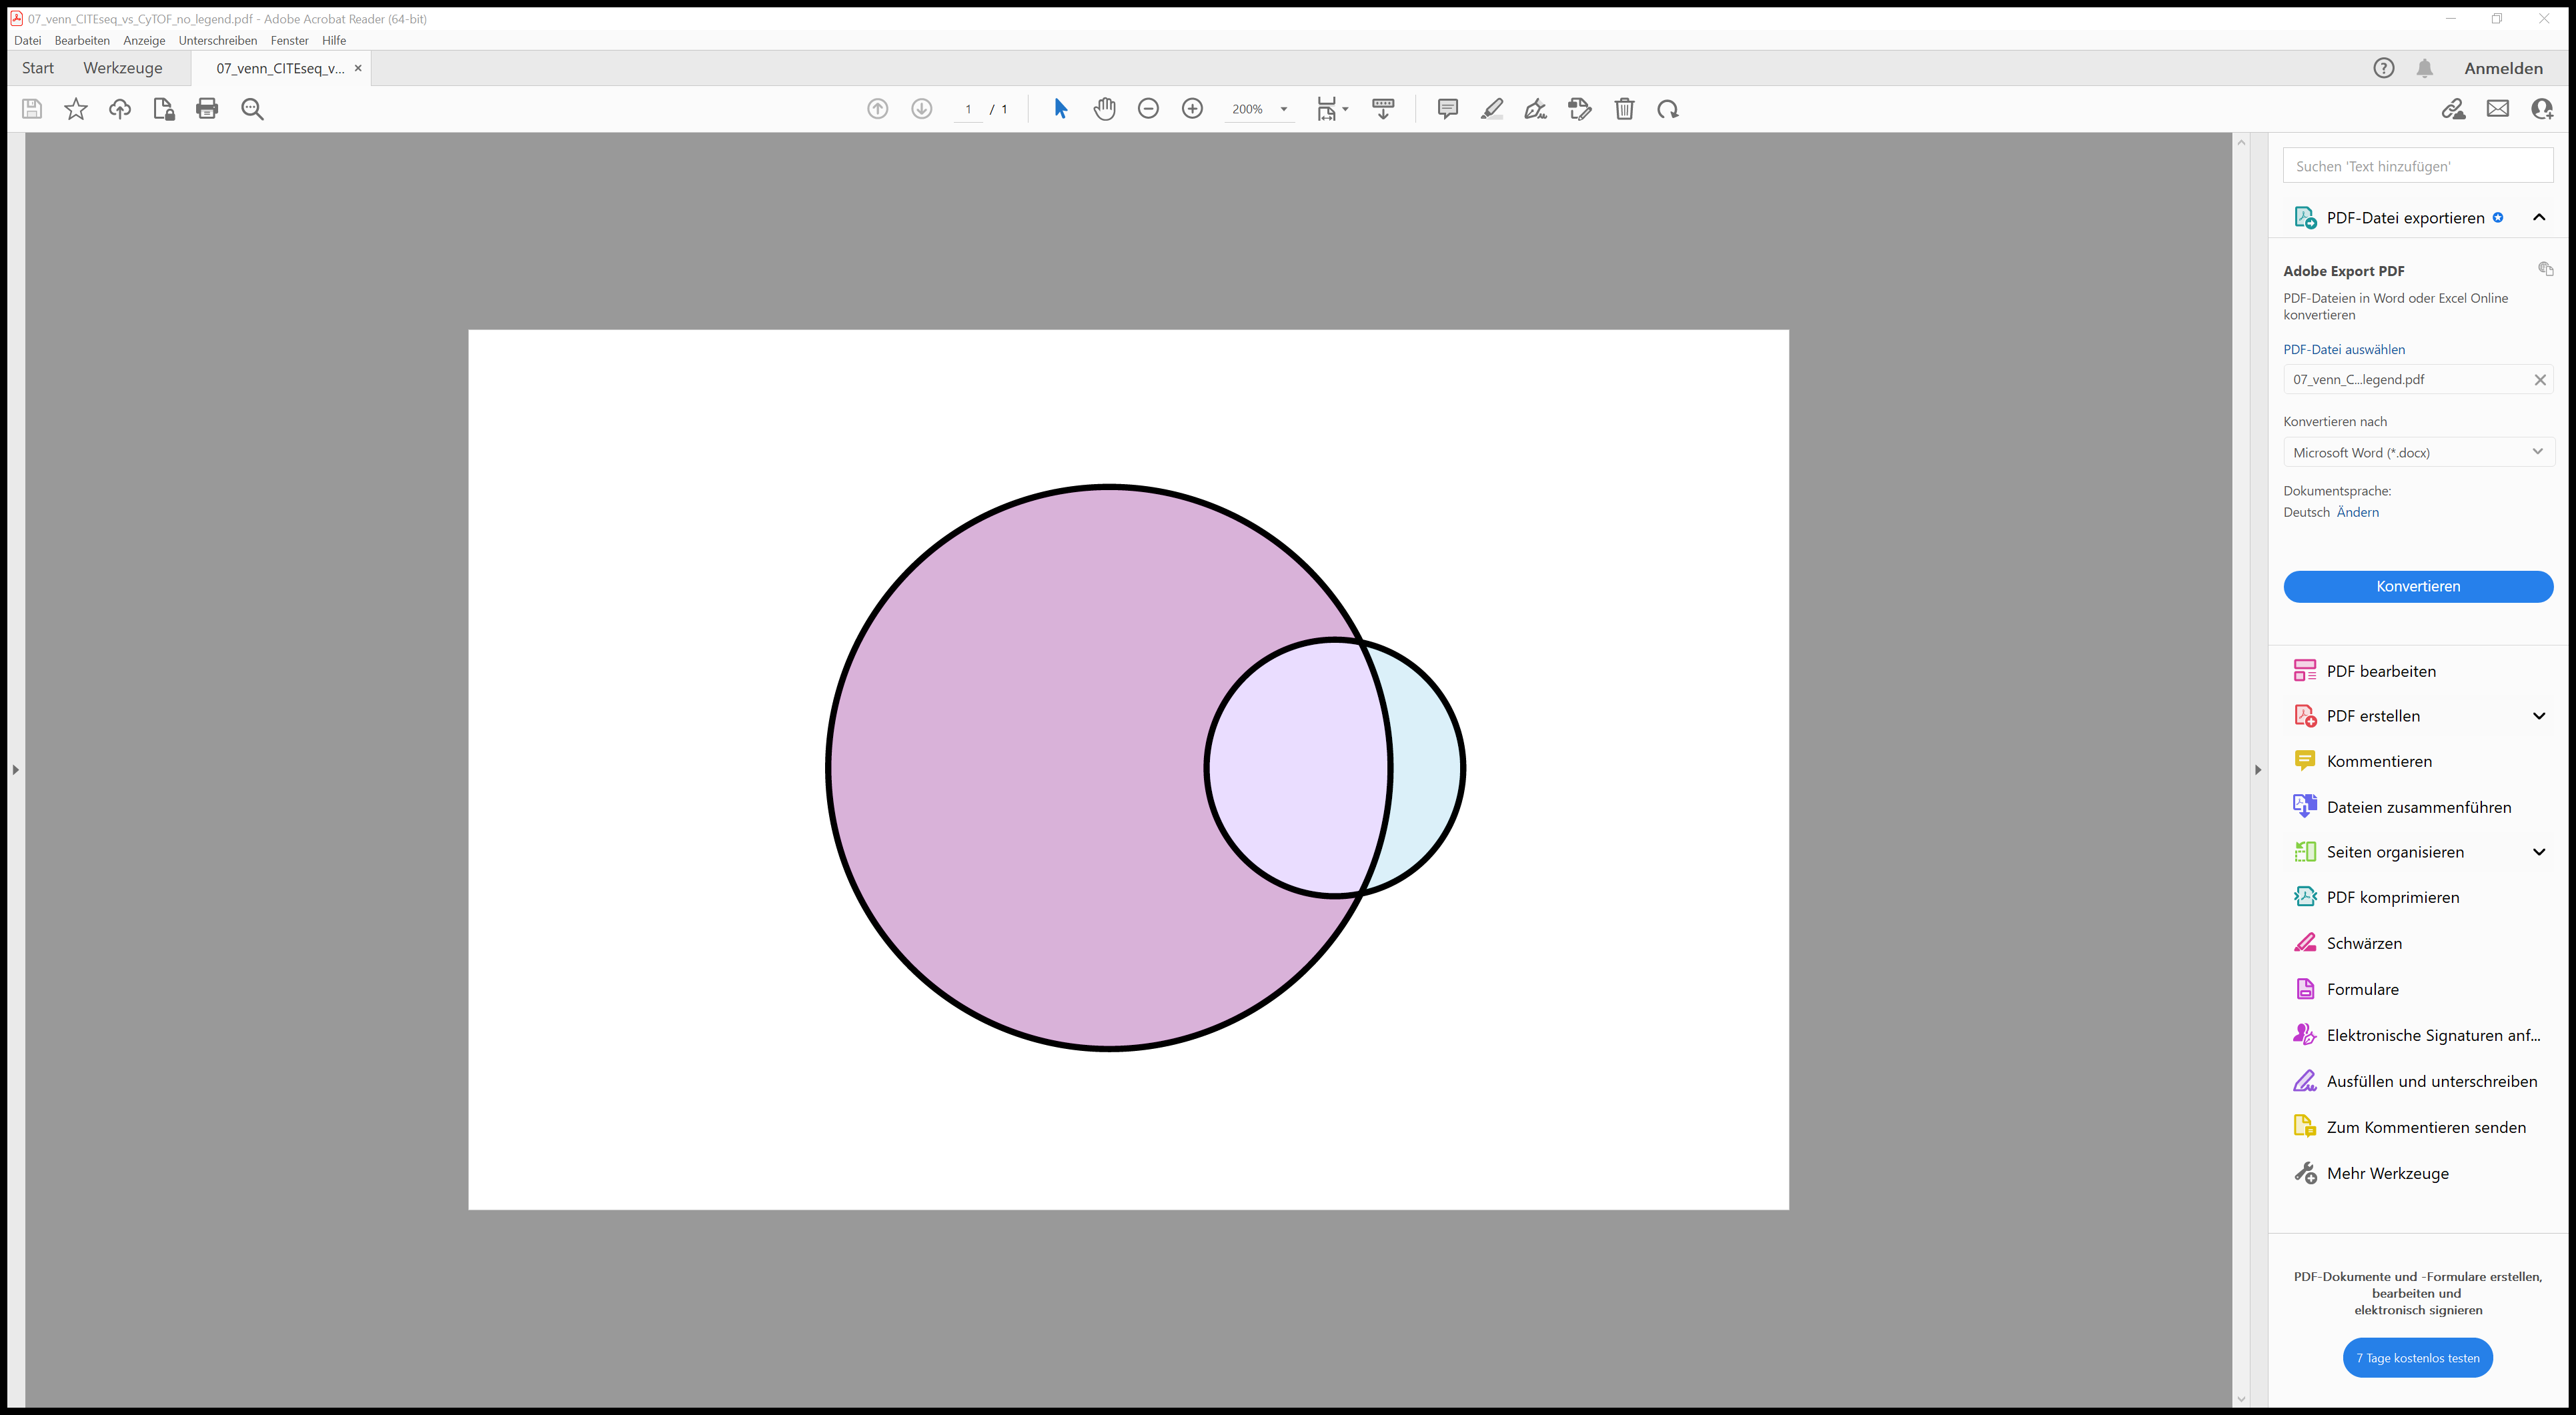 07_venn_CITEseq_vs_CyTOF_no_legend.pdf - Adobe Acrobat Reader (64-bit)
Datei Bearbeiten Anzeige Unterschreiben Fenster Hilfe
Start Werkzeuge 07_venn_CITEseq_v... × Anmelden
1 / 1 200%
Suchen 'Text hinzufügen'
PDF-Datei exportieren
Adobe Export PDF
PDF-Dateien in Word oder Excel Online
konvertieren
PDF-Datei auswählen
07_venn_C...legend.pdf
Konvertieren nach
Microsoft Word (*.docx)
Dokumentsprache:
Deutsch Ändern
Konvertieren
PDF bearbeiten
PDF erstellen
Kommentieren
Dateien zusammenführen
Seiten organisieren
PDF komprimieren
Schwärzen
Formulare
Elektronische Signaturen anf...
Ausfüllen und unterschreiben
Zum Kommentieren senden
Mehr Werkzeuge
PDF-Dokumente und -Formulare erstellen,
bearbeiten und
elektronisch signieren
7 Tage kostenlos testen